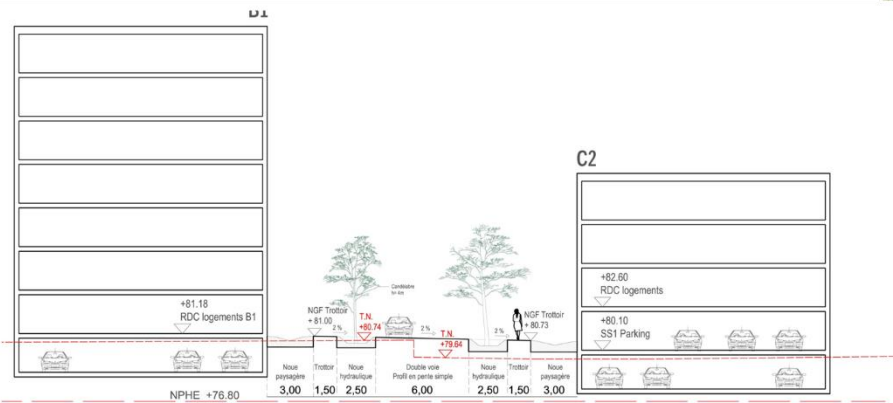 B1
C2
+82.60
RDC logements
+81.18
RDC logements B1
Candélabre
NGF Trottoir
+ 81.00
2 %
T.N.
+80.74
2 %
T.N.
+79.64
2 %
NGF Trottoir
+ 80.73
+80.10
SS1 Parking
Noue
paysagère
3,00
Trottoir
1,50
Noue
hydraulique
2,50
Double voie
Profil en pente simple
6,00
Noue
hydraulique
2,50
Trottoir
1,50
Noue
paysagère
3,00
NPHE +76.80